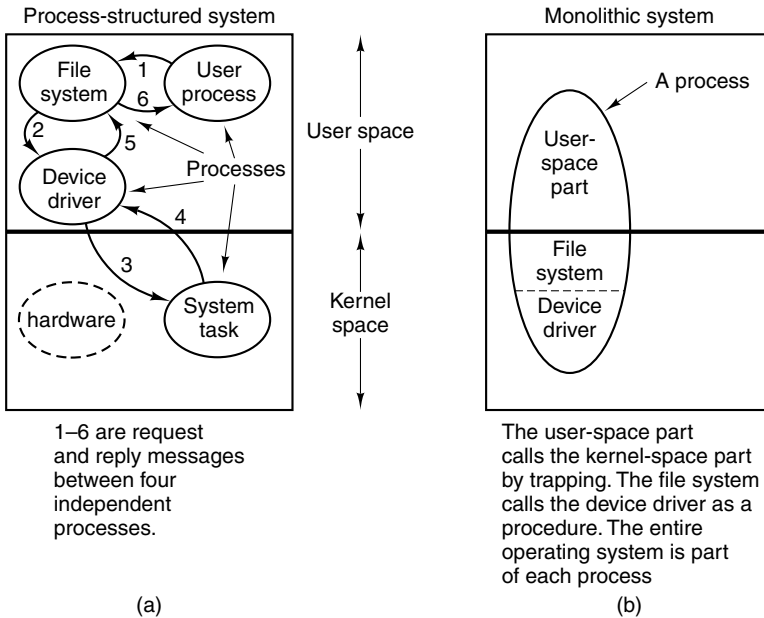 Process-structured system
1
File
system
User
process
6
2
5
Processes
Device
driver
4
3
hardware
System
task
User space
Kernel
space
1–6 are request
and reply messages
between four
independent
processes.
(a)
Monolithic system
A process
User-
space
part
File
system
Device
driver
The user-space part
calls the kernel-space part
by trapping. The file system
calls the device driver as a
procedure. The entire
operating system is part
of each process
(b)